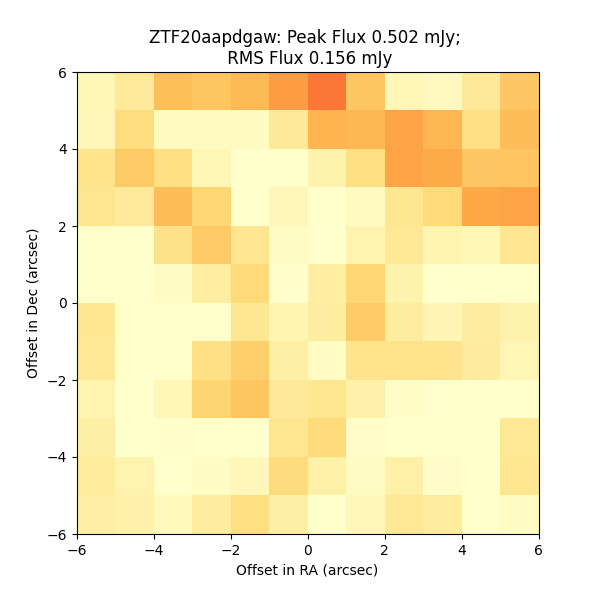 ZTF20aapdgaw: Peak Flux 0.502 mJy;
RMS Flux 0.156 mJy
6
4
2
0
−2
−4
−6
Offset in Dec (arcsec)
−6 −4 −2 0 2 4 6
Offset in RA (arcsec)